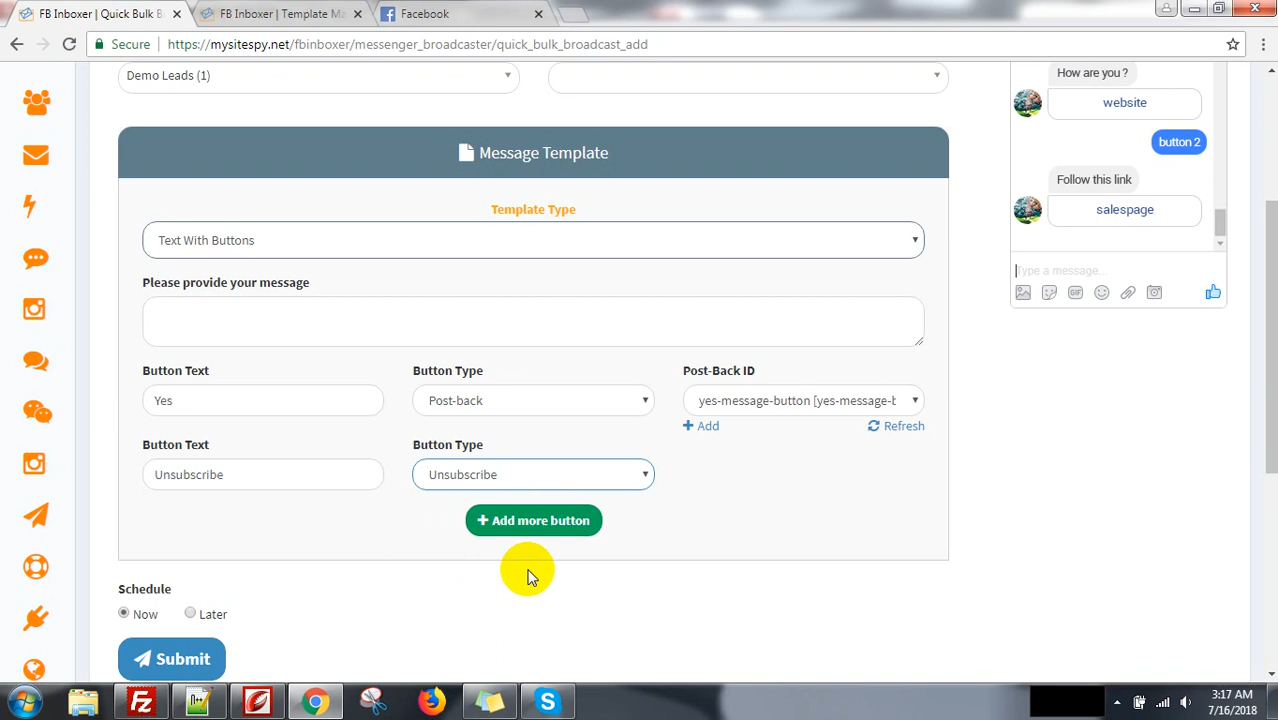 FB Inboxer | Quick Bulk B
FB Inboxer | Template Ma
Facebook
Secure
https://mysitespy.net/fbinboxer/messenger_broadcaster/quick_bulk_broadcast_add
Demo Leads (1)
Message Template
Template Type
Text With Buttons
Please provide your message
Button Text
Button Type
Post-Back ID
Yes
Post-back
yes-message-button [yes-message-b
Add
Refresh
Button Text
Button Type
Unsubscribe
Unsubscribe
Add more button
Schedule
Now
Later
Submit
How are you ?
website
button 2
Follow this link
salespage
Type a message...
GIF
3:17 AM
7/16/2018